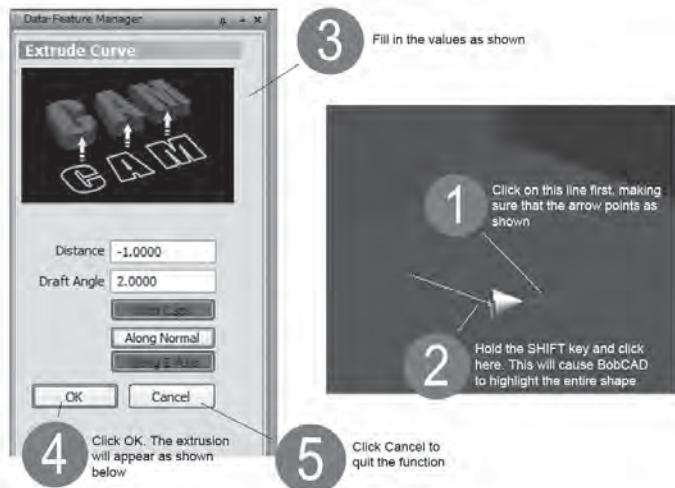 Data-Feature Manager
Extrude Curve
CAM
CAM
Distance -1.0000
Draft Angle 2.0000
Along Normal
OK Cancel
3
Fill in the values as shown
1
Click on this line first, making
sure that the arrow points as
shown
2
Hold the SHIFT key and click
here. This will cause BobCAD
to highlight the entire shape
4
Click OK. The extrusion
will appear as shown
below
5
Click Cancel to
quit the function